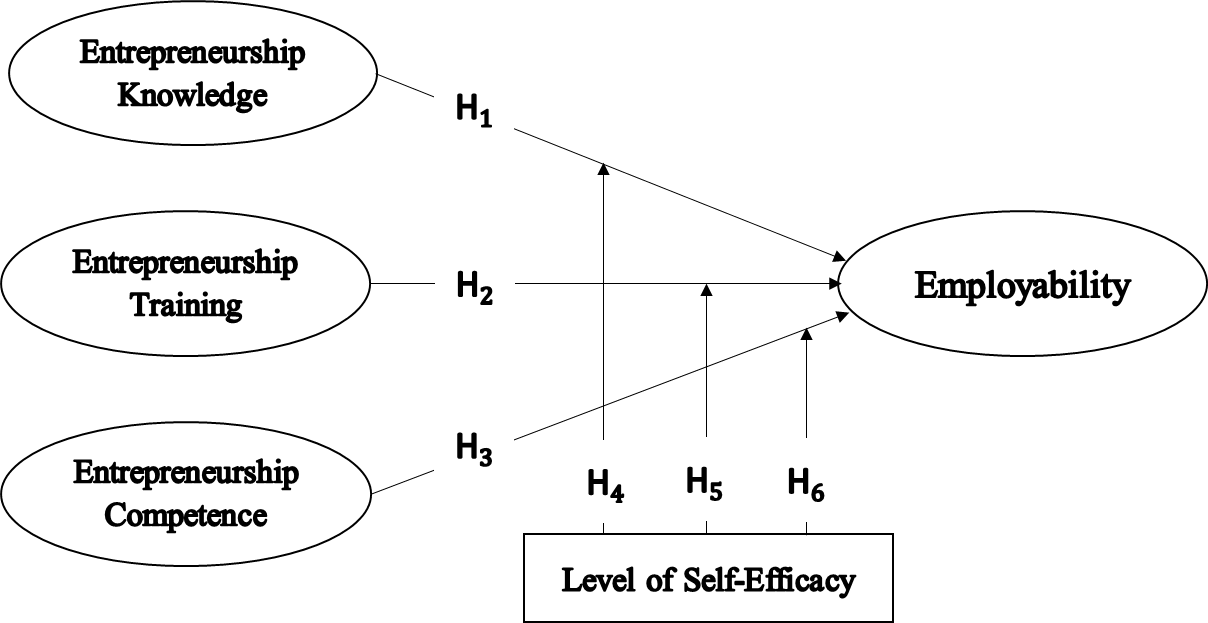 Entrepreneurship
Knowledge
H₁
Entrepreneurship
Training
H₂
Employability
Entrepreneurship
Competence
H₃
H₄ H₅ H₆
Level of Self-Efficacy